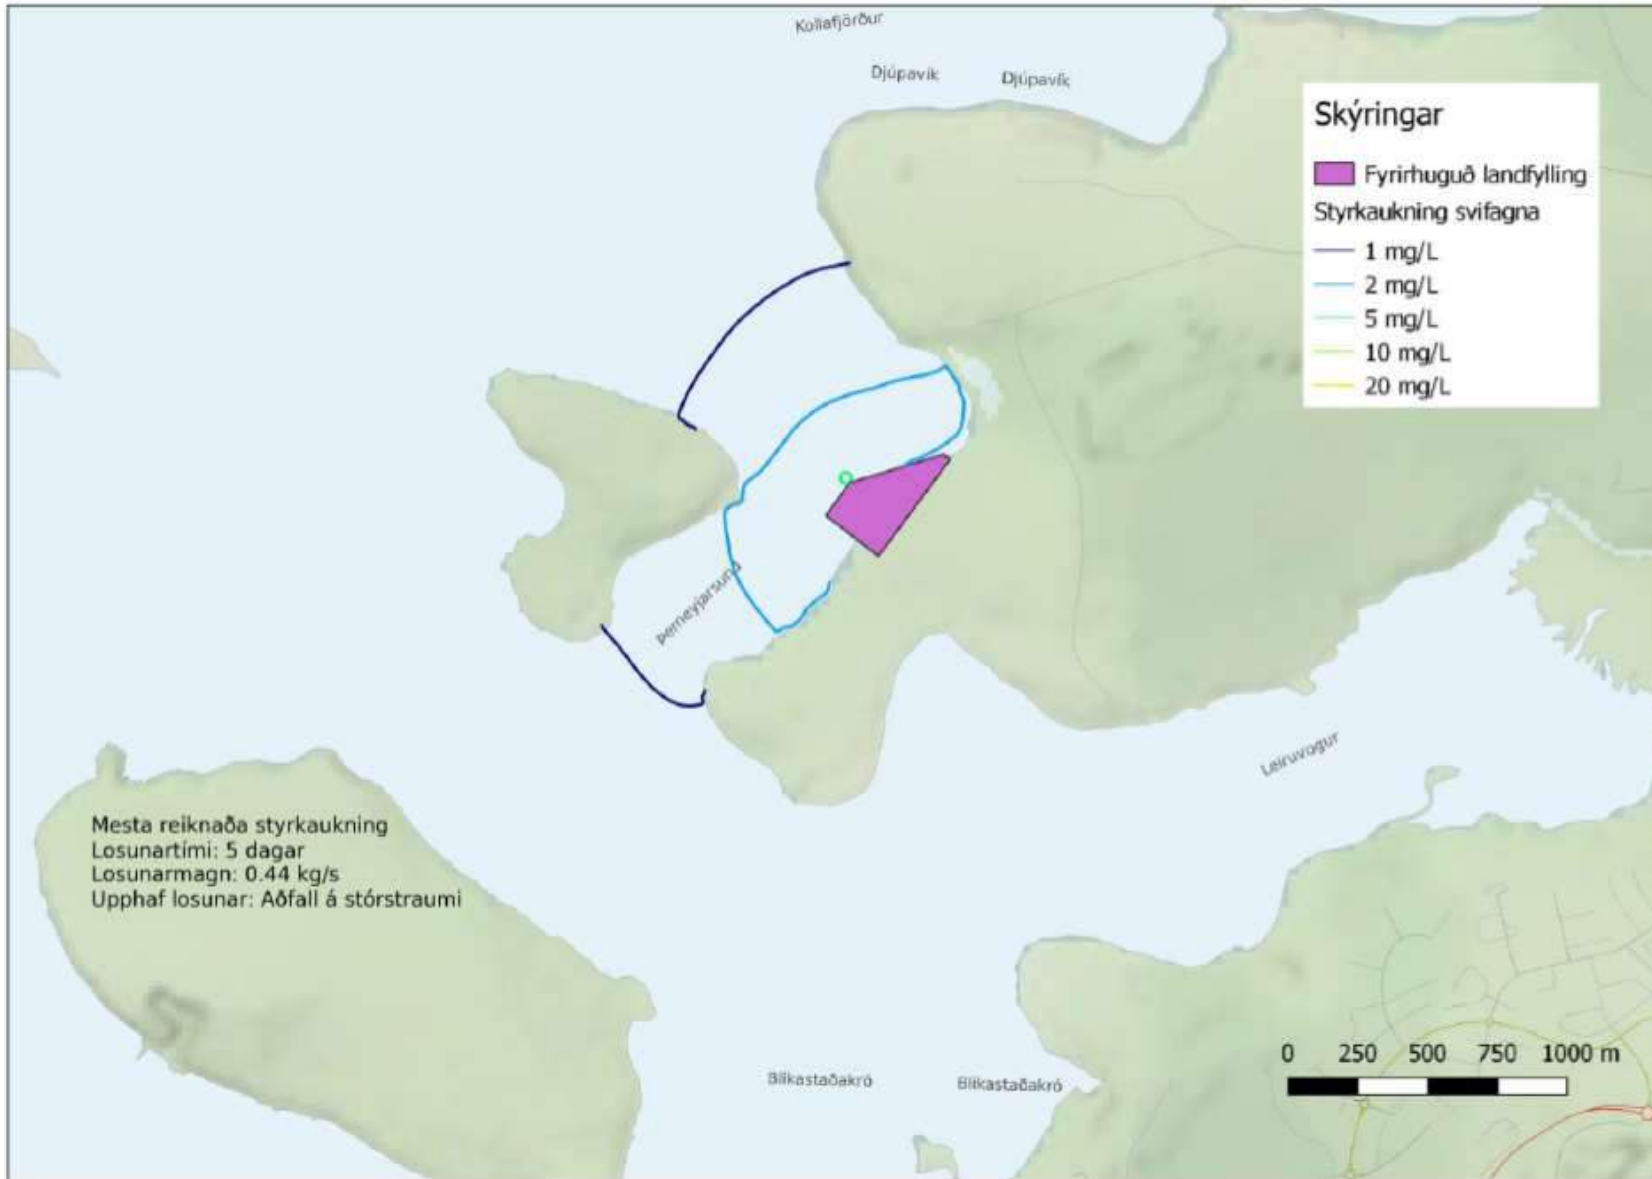 Kollafjörður
Djúpavík
Djúpavík
Skýringar
Fyrirhuguð landfylling
Styrkaukning svifagna
1 mg/L
2 mg/L
5 mg/L
10 mg/L
20 mg/L
Þerneyjarsund
Leiruvogur
Mesta reiknaða styrkaukning
Losunartími: 5 dagar
Losunarmagn: 0.44 kg/s
Upphaf losunar: Aðfall á stórstraumi
0 250 500 750 1000 m
Blikastaðakró
Blikastaðakró